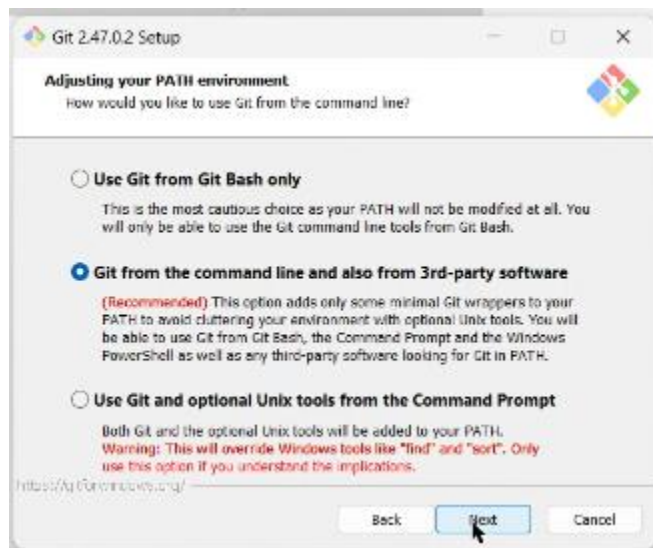 Git 2.47.0.2 Setup
Adjusting your PATH environment
How would you like to use Git from the command line?
Use Git from Git Bash only
This is the most cautious choice as your PATH will not be modified at all. You
will only be able to use the Git command line tools from Git Bash.
Git from the command line and also from 3rd-party software
(Recommended) This option adds only some minimal Git wrappers to your
PATH to avoid cluttering your environment with optional Unix tools. You will
be able to use Git from Git Bash, the Command Prompt and the Windows
PowerShell as well as any third-party software looking for Git in PATH.
Use Git and optional Unix tools from the Command Prompt
Both Git and the optional Unix tools will be added to your PATH.
Warning: This will override Windows tools like "find" and "sort". Only
use this option if you understand the implications.
https://gitforwindows.org/
Back Next Cancel